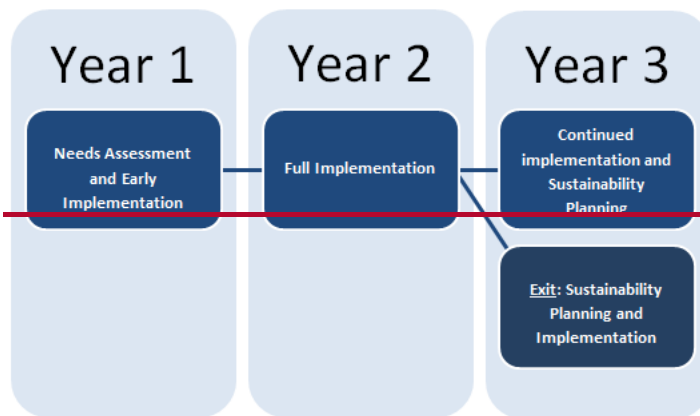 Year 1
Needs Assessment
and Early
Implementation
Year 2
Full Implementation
Year 3
Continued
implementation and
Sustainability
Planning
Exit: Sustainability
Planning and
Implementation